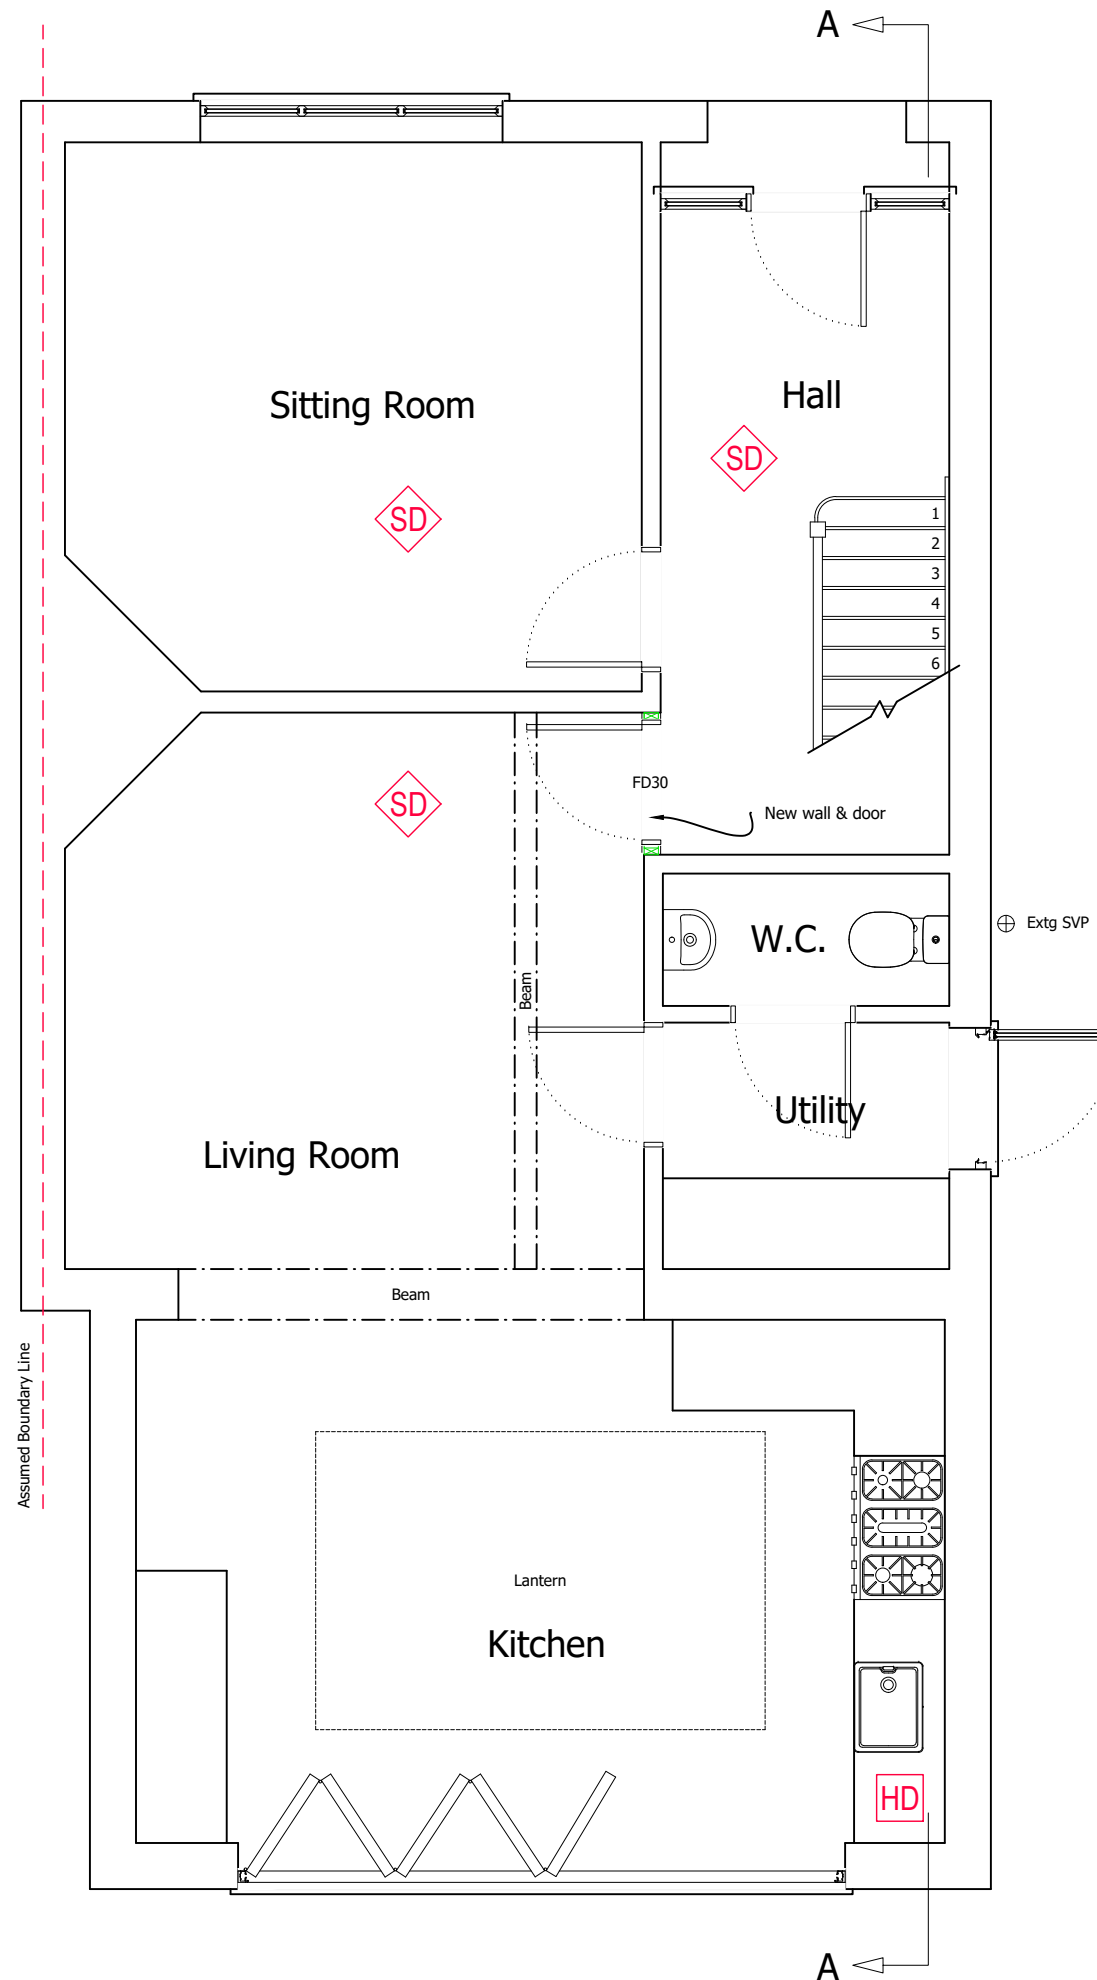 A
Sitting Room
Hall
SD
SD
1
2
3
4
5
6
SD
FD30
New wall & door
W.C.
Extg SVP
Beam
Utility
Living Room
Beam
Assumed Boundary Line
Lantern
Kitchen
HD
A